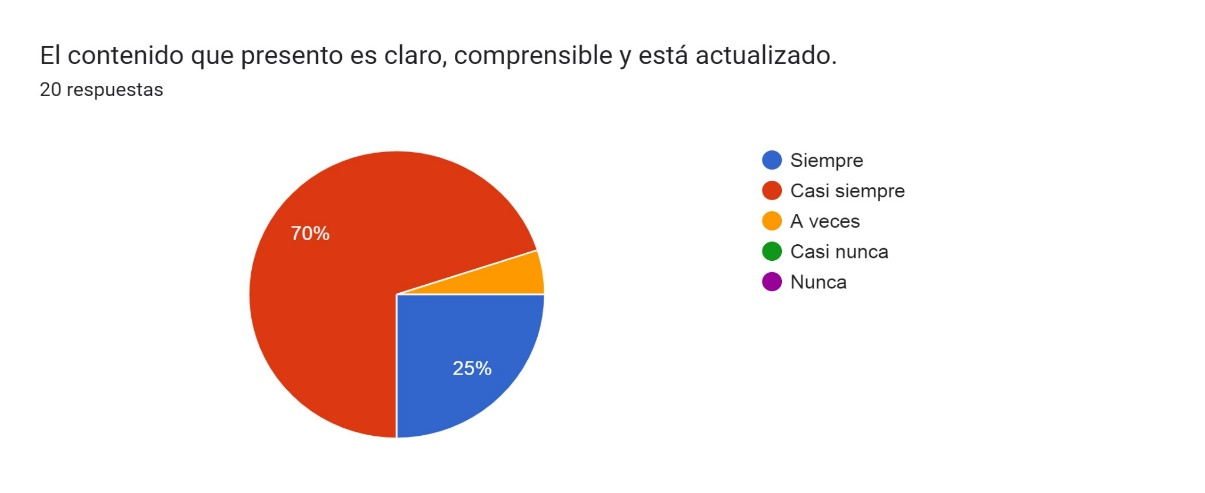 El contenido que presento es claro, comprensible y está actualizado.
20 respuestas
Siempre
Casi siempre
A veces
Casi nunca
Nunca
70%
25%